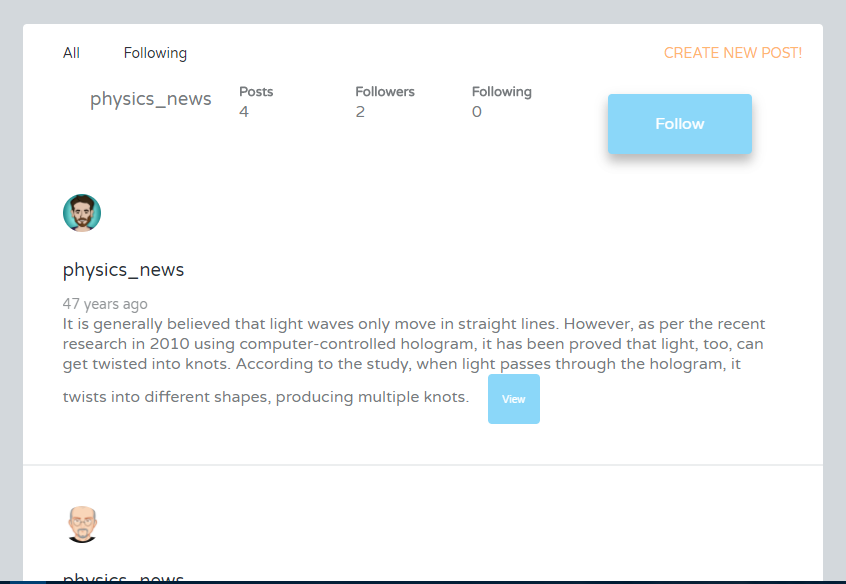 All Following CREATE NEW POST!
physics_news Posts Followers Following
4 2 0
Follow
physics_news
47 years ago
It is generally believed that light waves only move in straight lines. However, as per the recent
research in 2010 using computer-controlled hologram, it has been proved that light, too, can
get twisted into knots. According to the study, when light passes through the hologram, it
twists into different shapes, producing multiple knots. View
physics_news